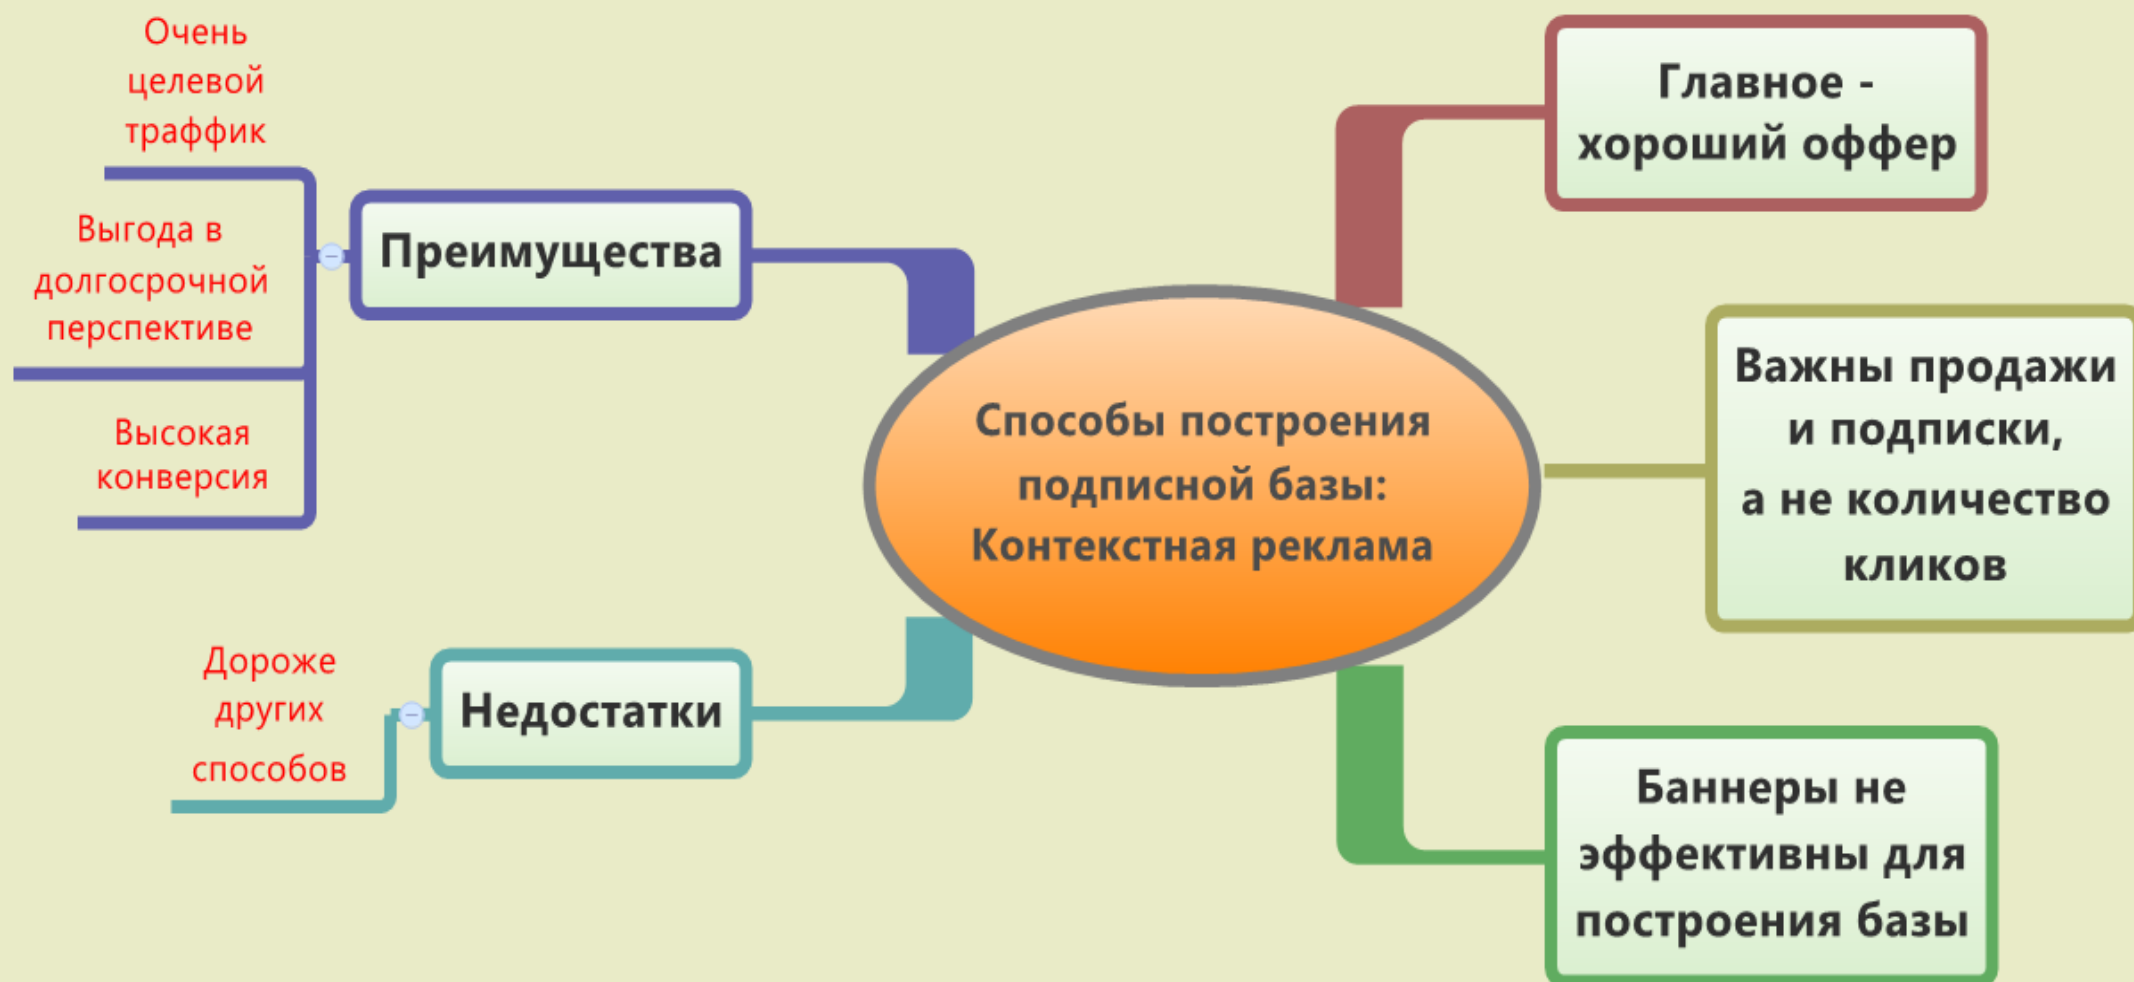 Способы построения
подписной базы:
Контекстная реклама
Главное -
хороший оффер
Важны продажи
и подписки,
а не количество
кликов
Баннеры не
эффективны для
построения базы
Преимущества
Очень
целевой
траффик
Выгода в
долгосрочной
перспективе
Высокая
конверсия
Недостатки
Дороже
других
способов